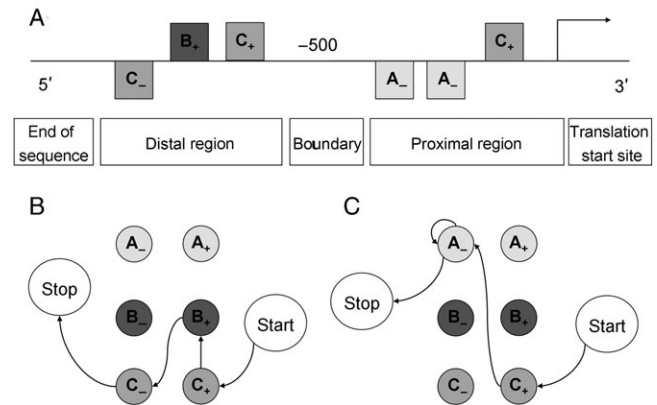 A
B+
C+
–500
C+
C–
A–
A–
5′
3′
End of
sequence
Distal region
Boundary
Proximal region
Translation
start site
B
A–
A+
Stop
B–
B+
Start
C–
C+
C
A–
A+
Stop
B–
B+
Start
C–
C+